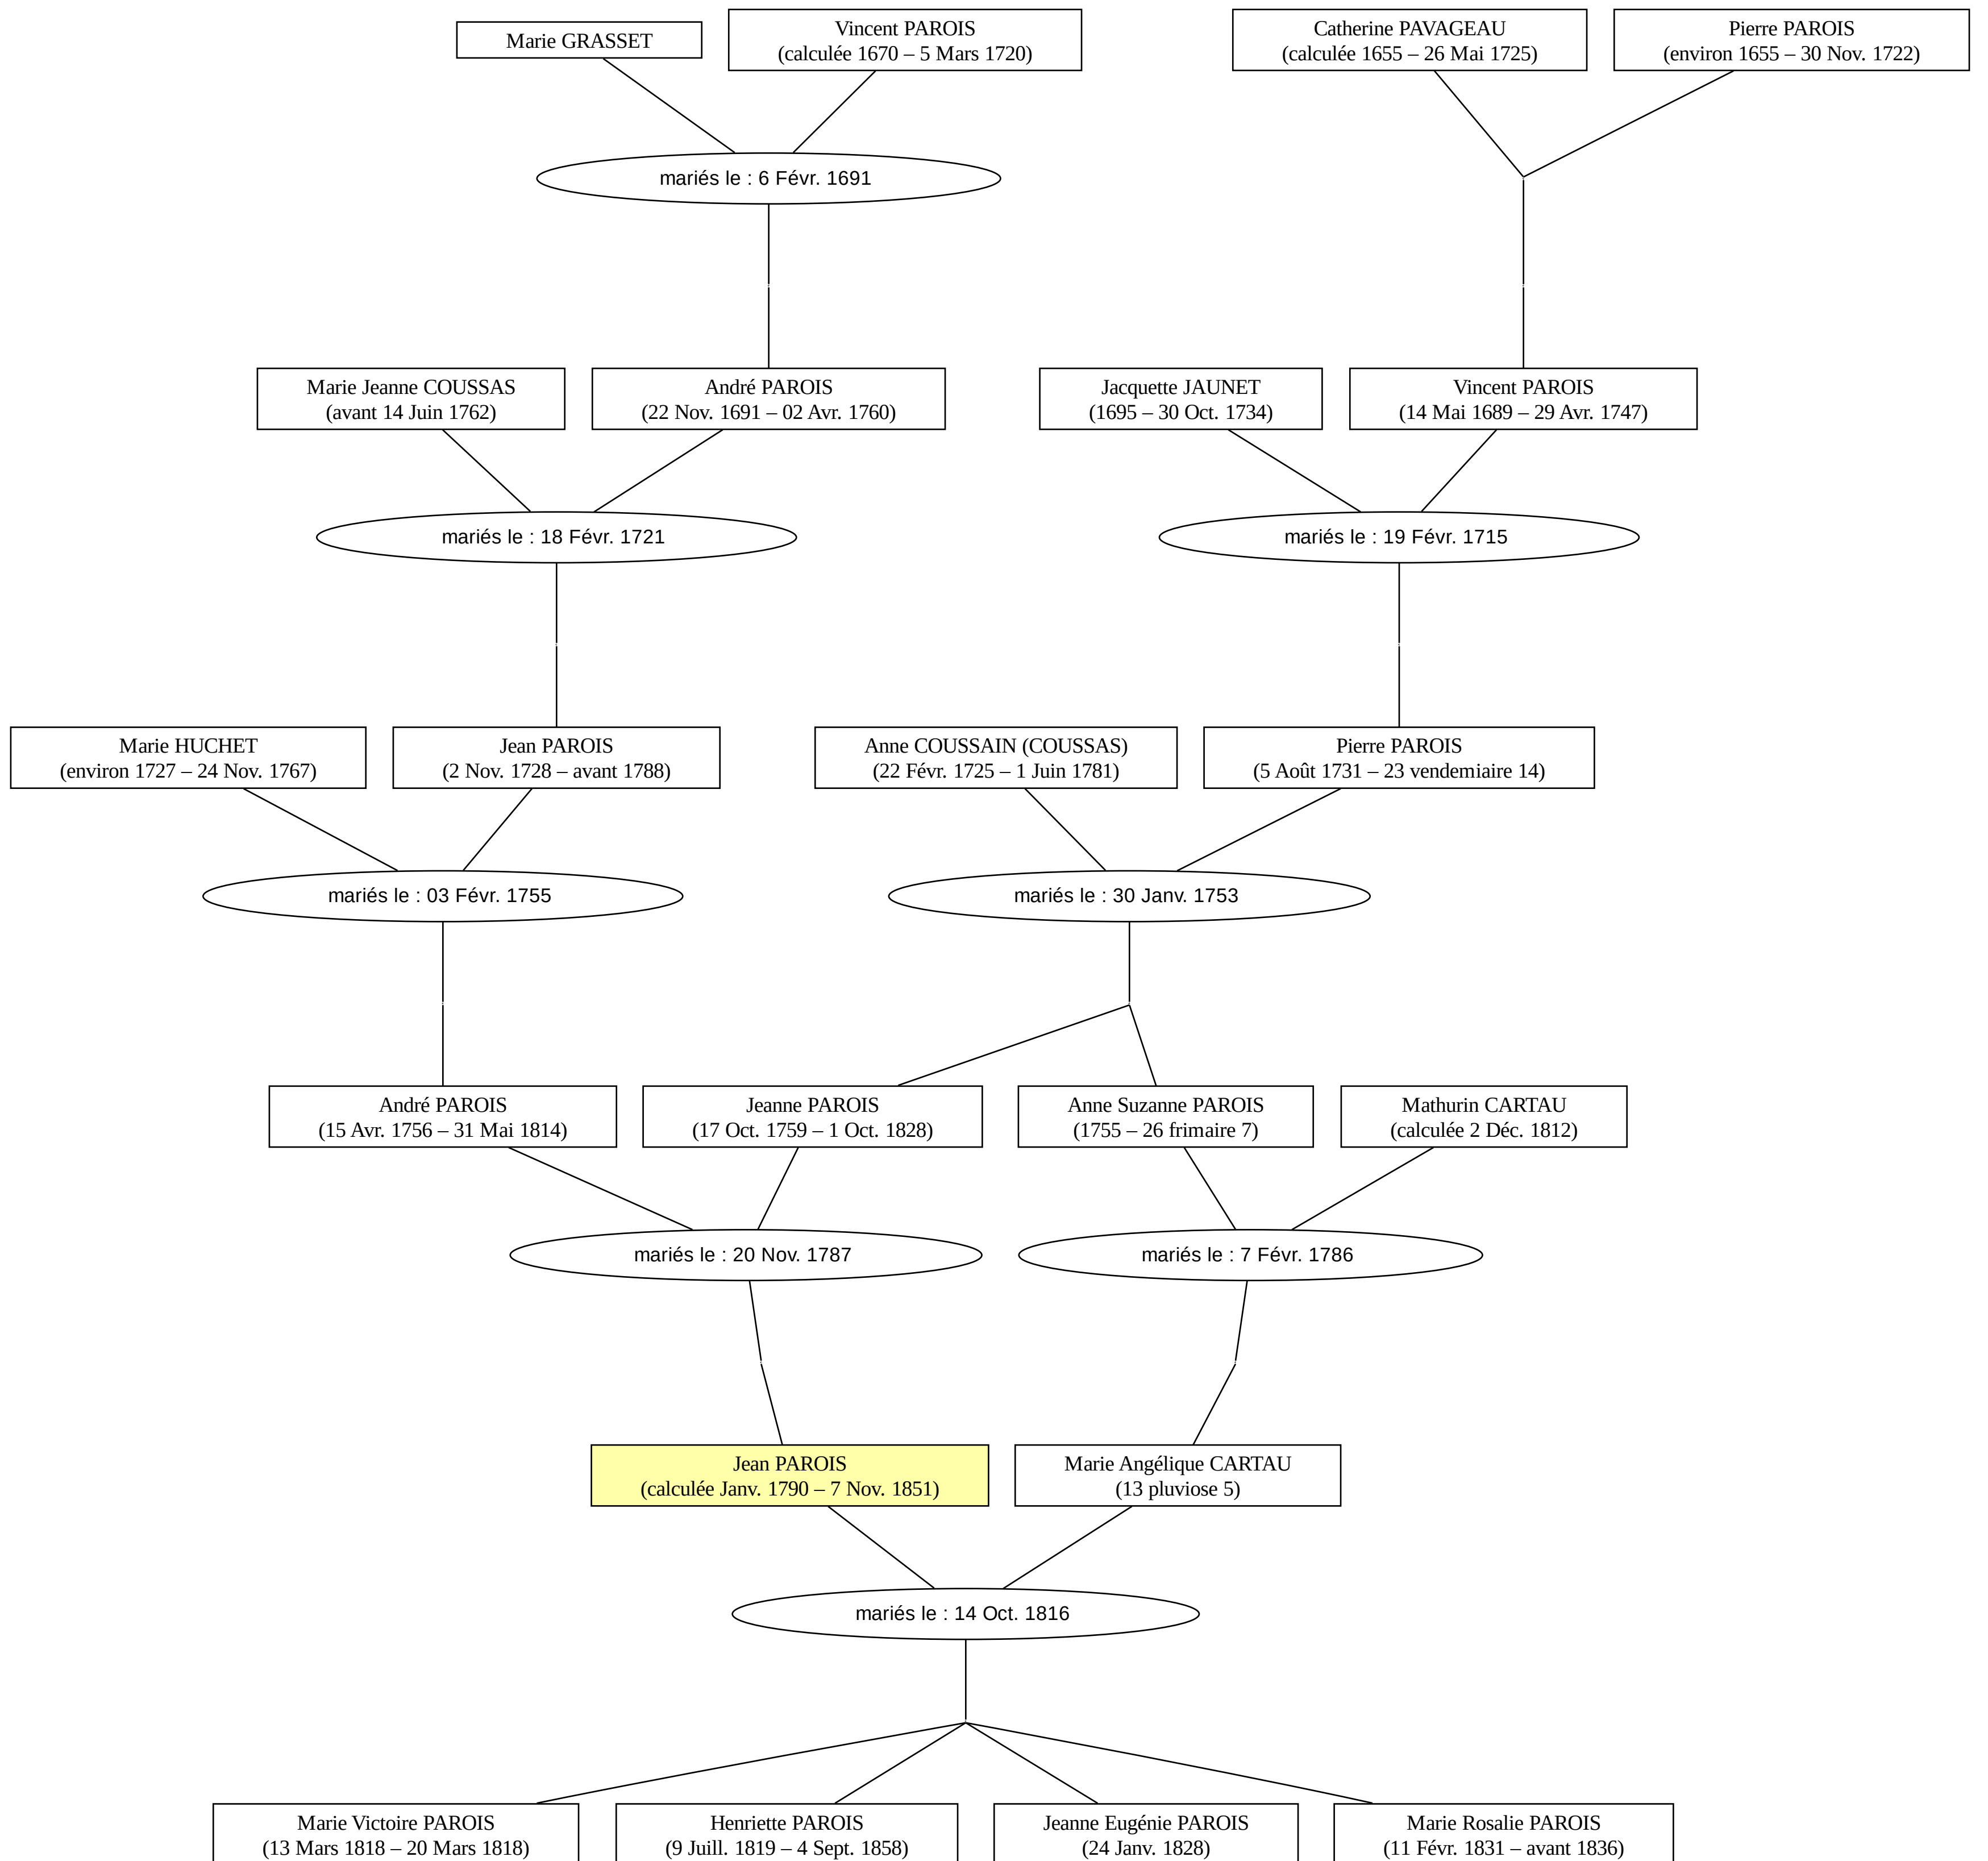 Marie GRASSET
Vincent PAROIS
(calculée 1670 – 5 Mars 1720)
Catherine PAVAGEAU
(calculée 1655 – 26 Mai 1725)
Pierre PAROIS
(environ 1655 – 30 Nov. 1722)
mariés le : 6 Févr. 1691
Marie Jeanne COUSSAS
(avant 14 Juin 1762)
André PAROIS
(22 Nov. 1691 – 02 Avr. 1760)
Jacquette JAUNET
(1695 – 30 Oct. 1734)
Vincent PAROIS
(14 Mai 1689 – 29 Avr. 1747)
mariés le : 18 Févr. 1721
mariés le : 19 Févr. 1715
Marie HUCHET
(environ 1727 – 24 Nov. 1767)
Jean PAROIS
(2 Nov. 1728 – avant 1788)
Anne COUSSAIN (COUSSAS)
(22 Févr. 1725 – 1 Juin 1781)
Pierre PAROIS
(5 Août 1731 – 23 vendemiaire 14)
mariés le : 03 Févr. 1755
mariés le : 30 Janv. 1753
André PAROIS
(15 Avr. 1756 – 31 Mai 1814)
Jeanne PAROIS
(17 Oct. 1759 – 1 Oct. 1828)
Anne Suzanne PAROIS
(1755 – 26 frimaire 7)
Mathurin CARTAU
(calculée 2 Déc. 1812)
mariés le : 20 Nov. 1787
mariés le : 7 Févr. 1786
Jean PAROIS
(calculée Janv. 1790 – 7 Nov. 1851)
Marie Angélique CARTAU
(13 pluviose 5)
mariés le : 14 Oct. 1816
Marie Victoire PAROIS
(13 Mars 1818 – 20 Mars 1818)
Henriette PAROIS
(9 Juill. 1819 – 4 Sept. 1858)
Jeanne Eugénie PAROIS
(24 Janv. 1828)
Marie Rosalie PAROIS
(11 Févr. 1831 – avant 1836)